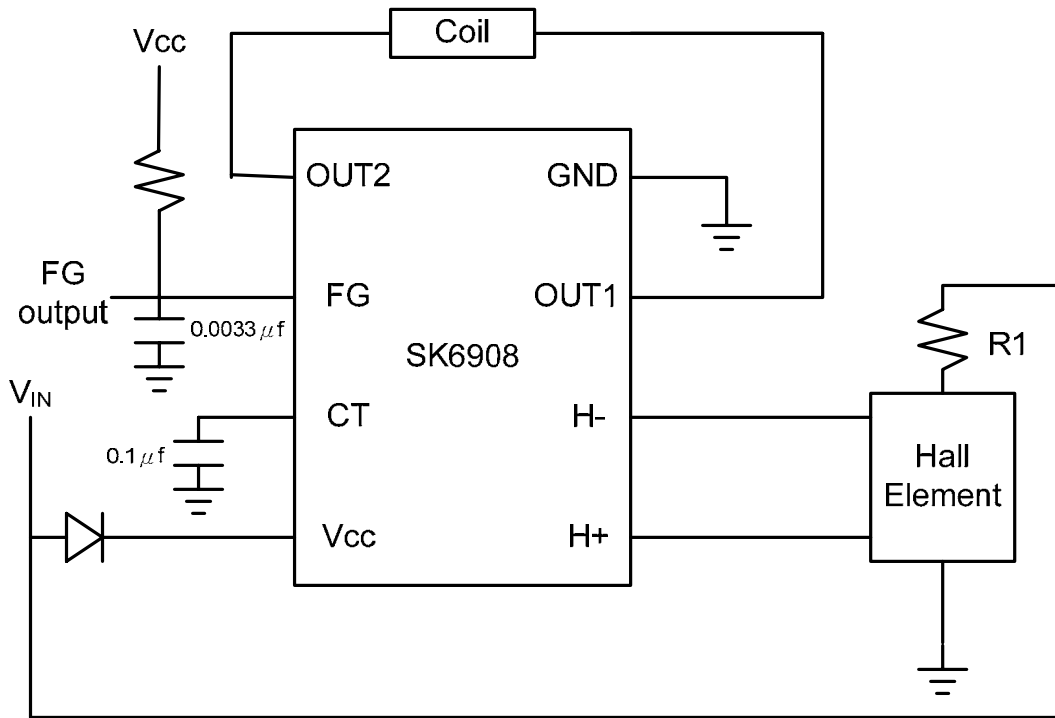 Coil
Vcc
OUT2
GND
FG
output
FG
OUT1
0.0033μf
SK6908
R1
VIN
CT
H-
0.1μf
Hall
Element
Vcc
H+